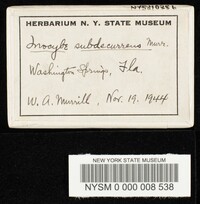 HERBARIUM N. Y. STATE MUSEUM
Inocybe subdecurrens Murr.
Washington Springs, Fla.
W. A. Murrill, Nov. 19. 1944
NEW YORK STATE MUSEUM
NYSM 0 000 008 538